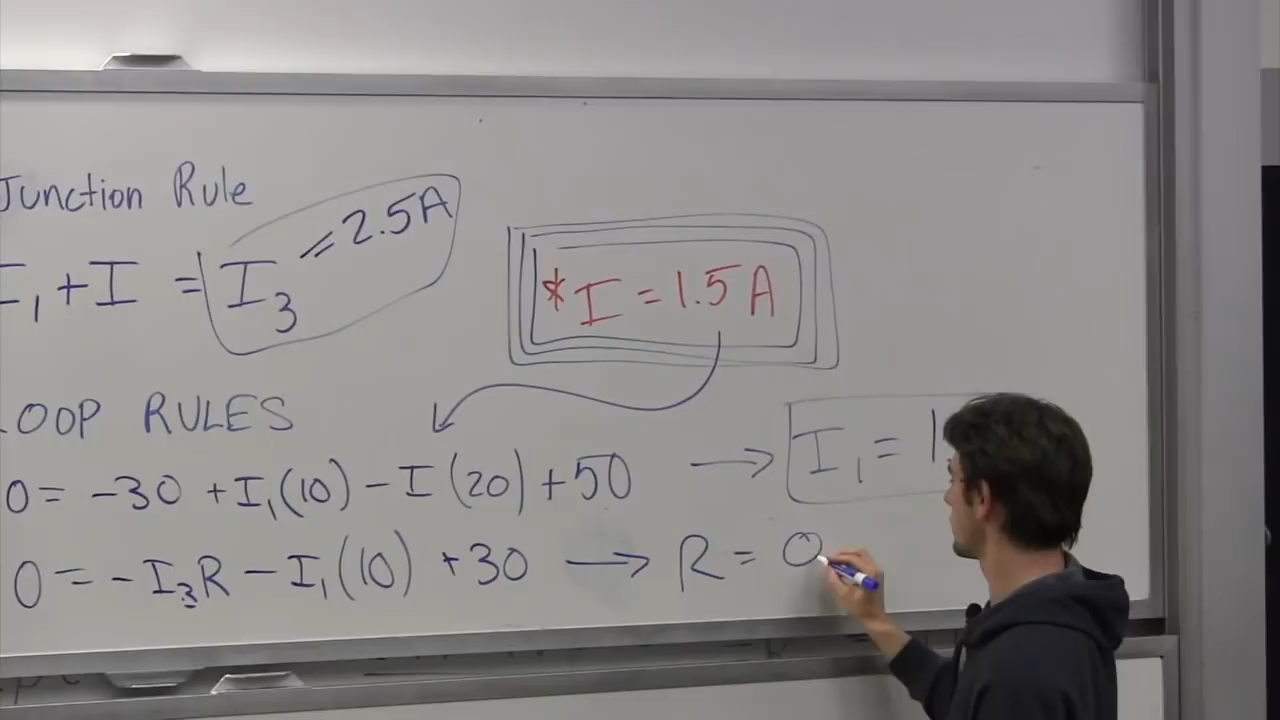 Junction Rule
I₁ + I = I₃ = 2.5A
* I = 1.5 A
LOOP RULES
0 = -30 + I₁(10) - I(20) + 50 → I₁ = 1
0 = -I₃R - I₁(10) + 30 → R = 0